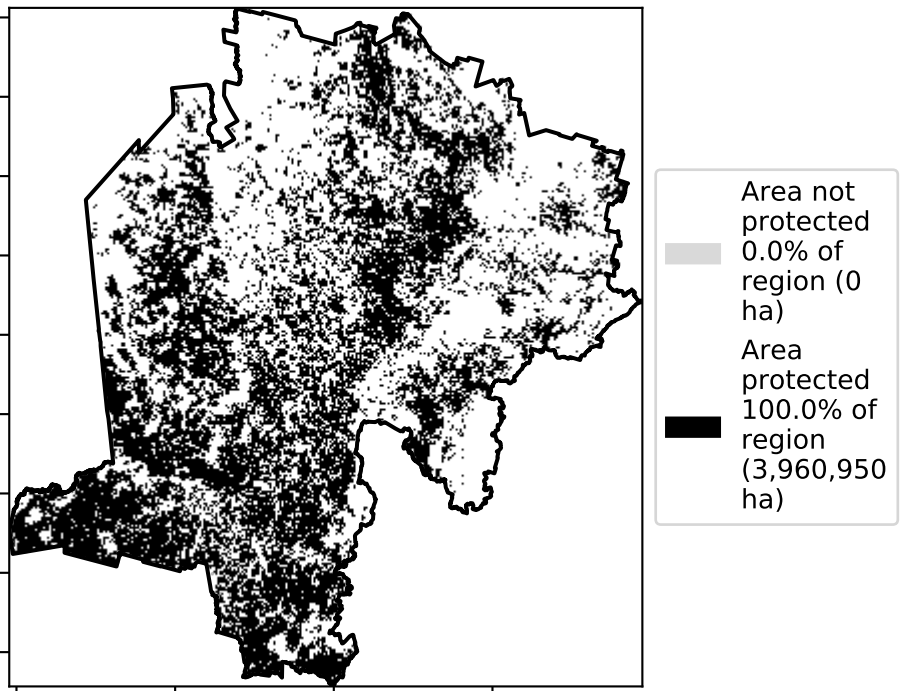 Area not
protected
0.0% of
region (0
ha)
Area
protected
100.0% of
region
(3,960,950
ha)